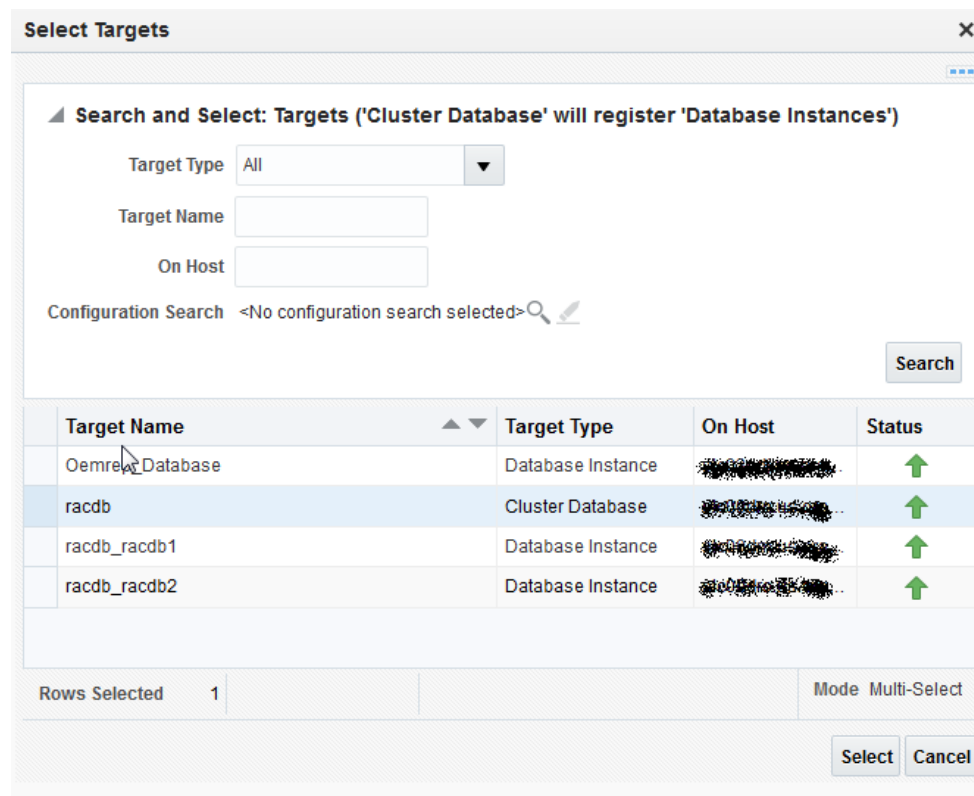 Select Targets
Search and Select: Targets ('Cluster Database' will register 'Database Instances')
Target Type All
Target Name
On Host
Configuration Search <No configuration search selected>
Search
Target Name Target Type On Host Status
Database Database Instance
racdb Cluster Database
racdb_racdb1 Database Instance
racdb_racdb2 Database Instance
Rows Selected 1 Mode Multi-Select
Select Cancel